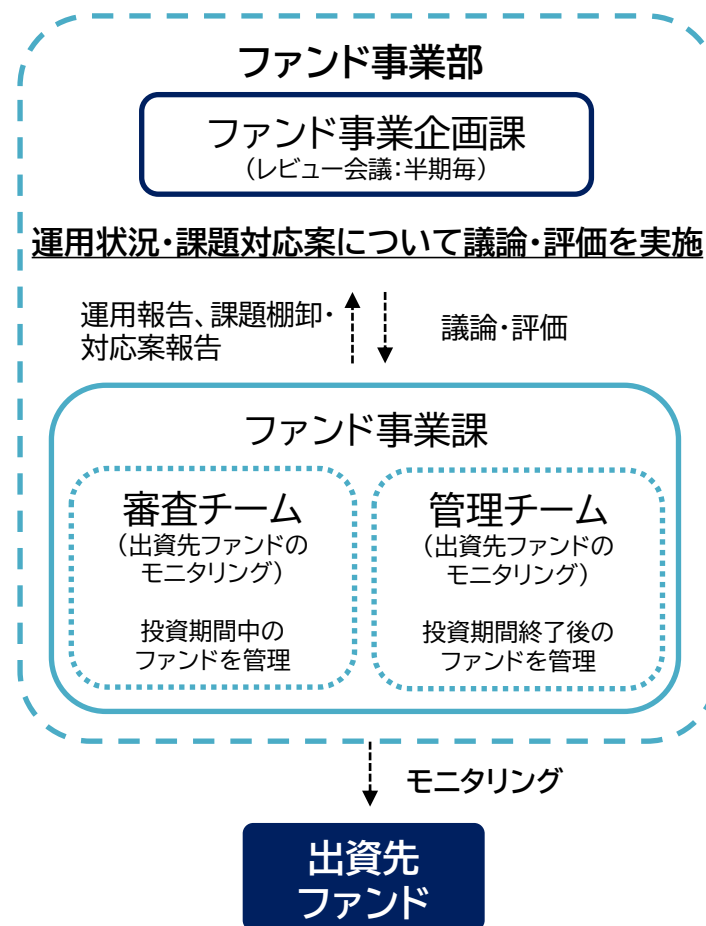 ファンド事業部
ファンド事業企画課
（レビュー会議：半期毎）
運用状況・課題対応案について議論・評価を実施
運用報告、課題棚卸・
対応案報告
議論・評価
ファンド事業課
審査チーム
（出資先ファンドの
モニタリング）
投資期間中の
ファンドを管理
管理チーム
（出資先ファンドの
モニタリング）
投資期間終了後の
ファンドを管理
モニタリング
出資先
ファンド